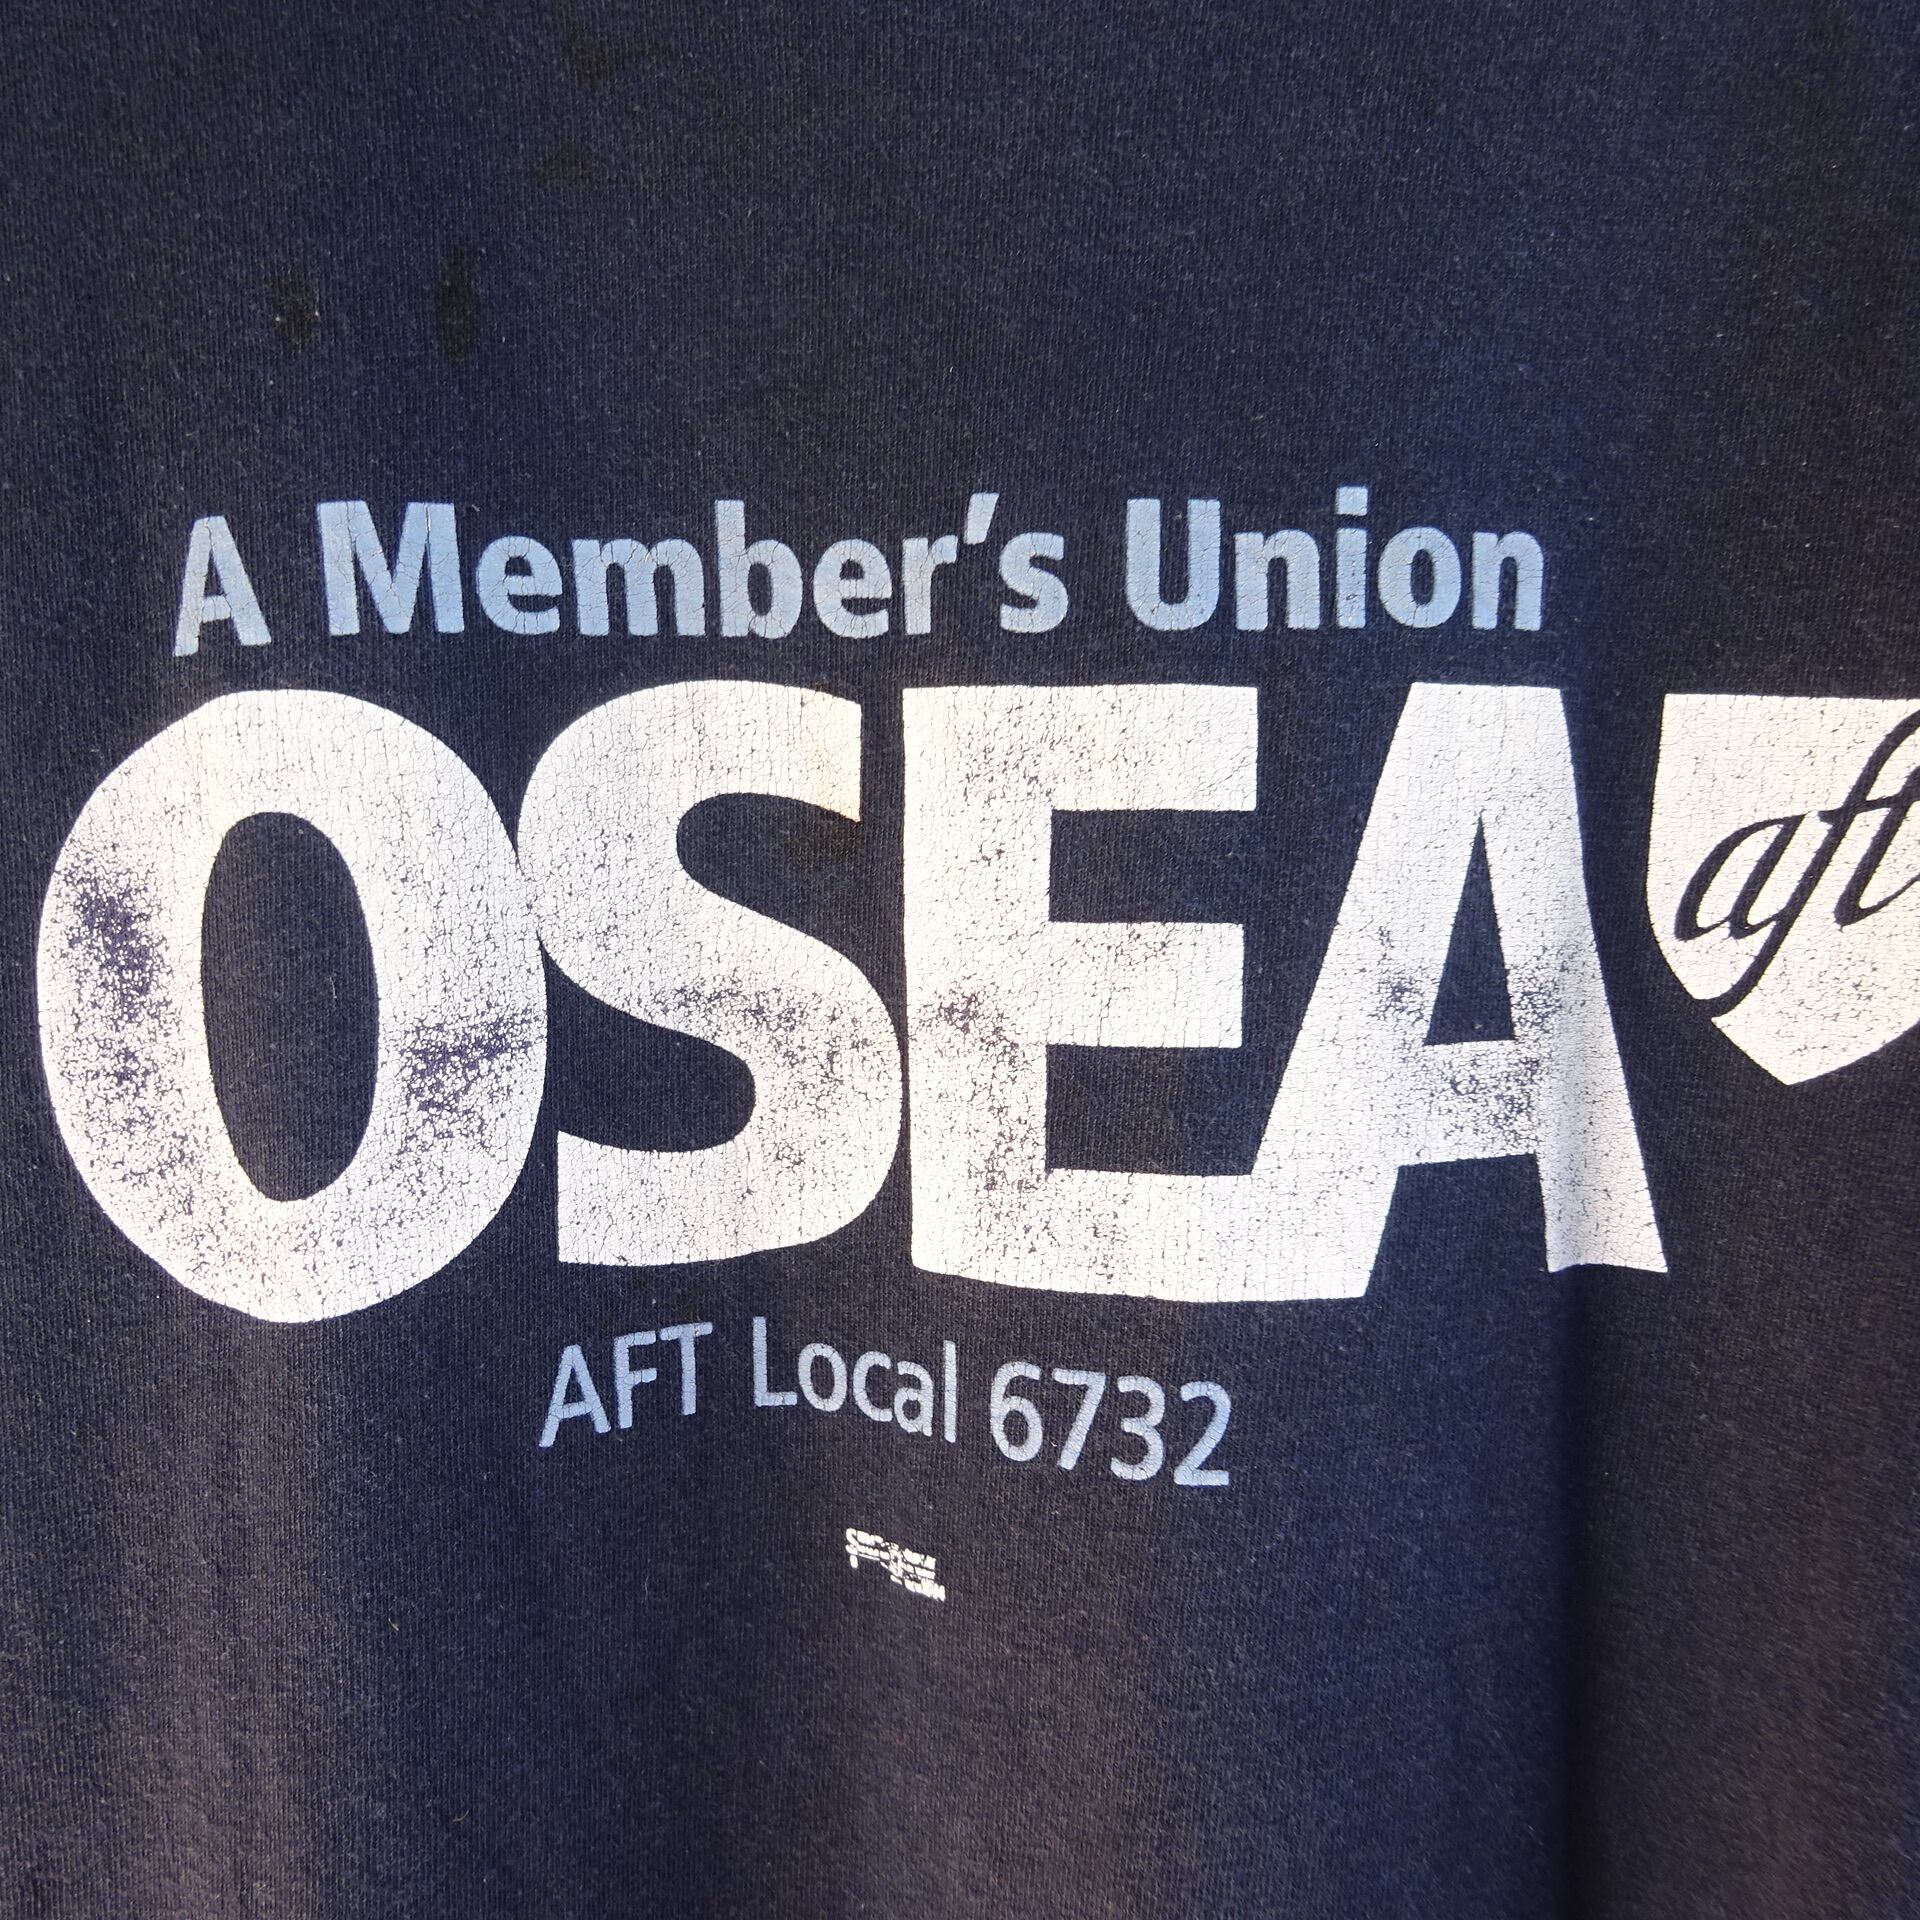 A Member's Union
OSEA
aft
AFT Local 6732